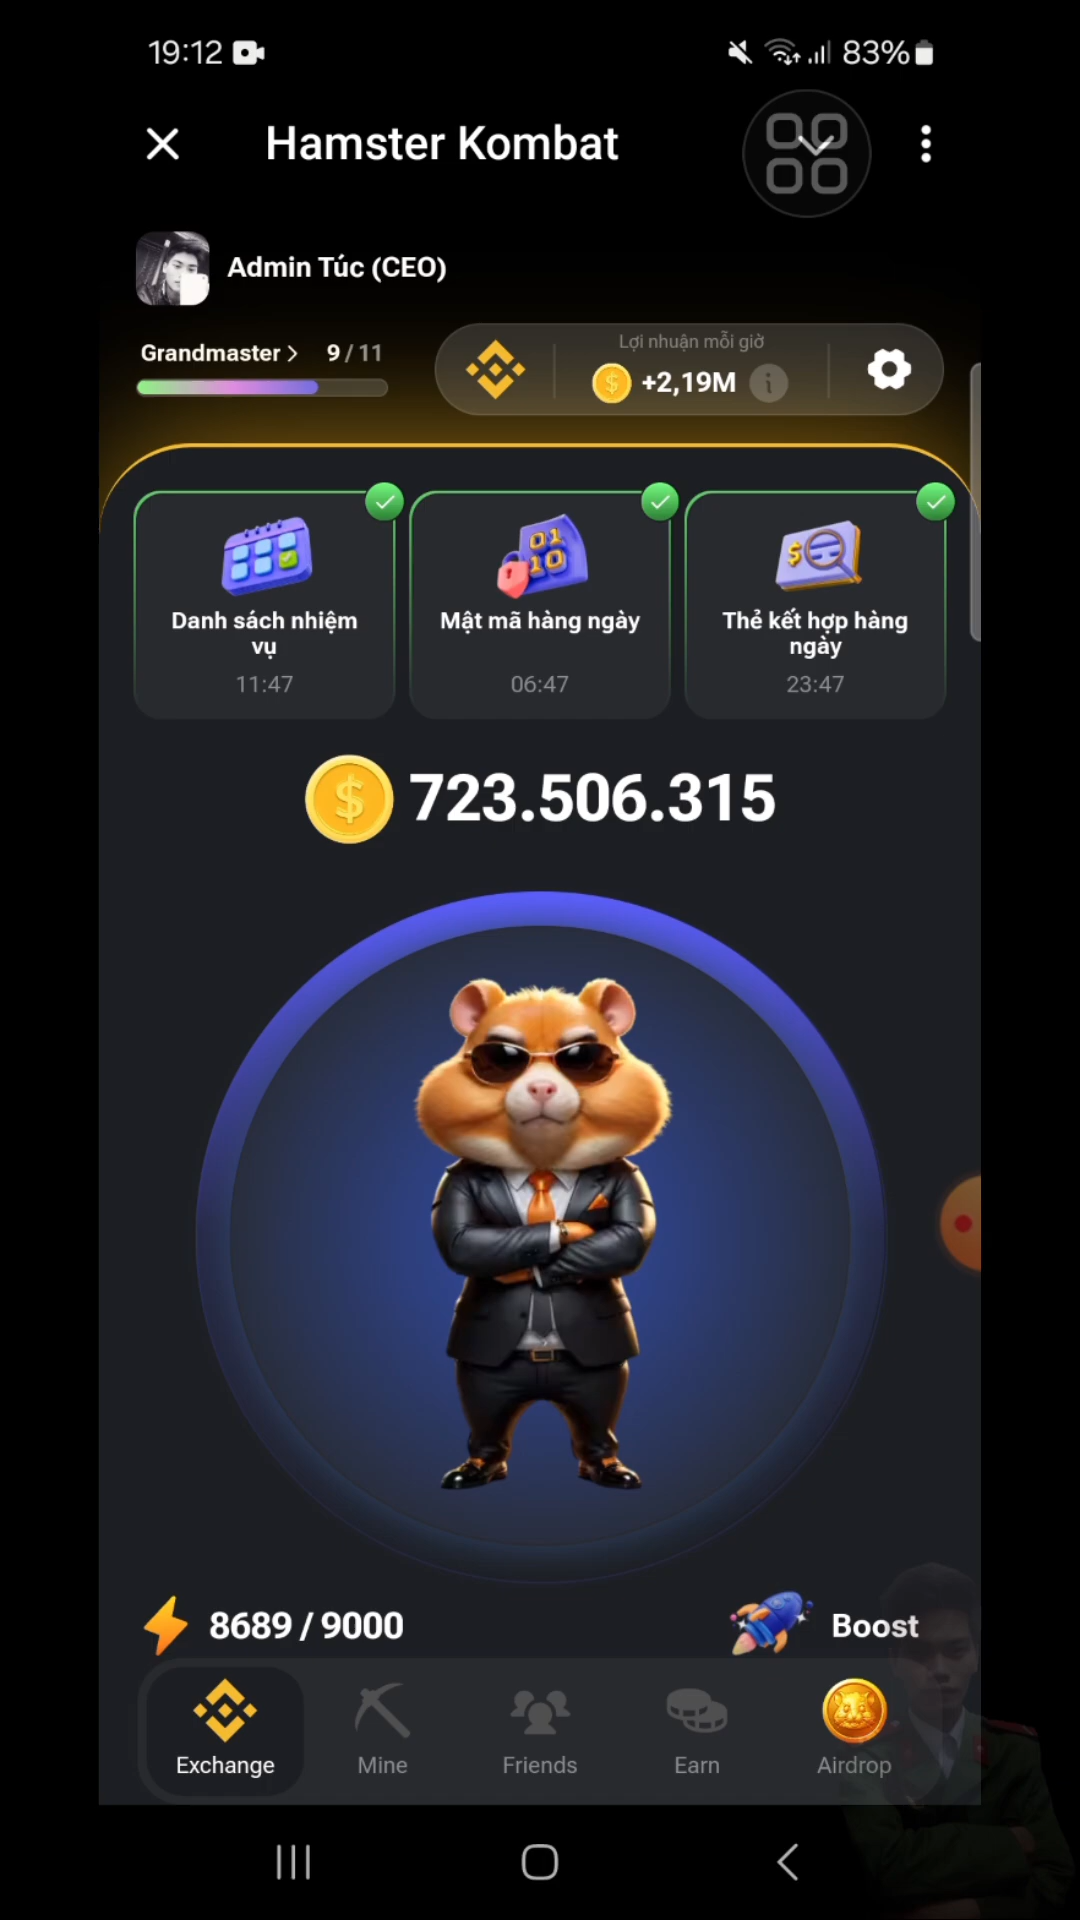 19:12 83%
Hamster Kombat
Admin Túc (CEO)
Grandmaster > 9 / 11
Lợi nhuận mỗi giờ
+2,19M
Danh sách nhiệm
vụ
11:47
Mật mã hàng ngày
06:47
Thẻ kết hợp hàng
ngày
23:47
723.506.315
8689 / 9000
Boost
Exchange
Mine
Friends
Earn
Airdrop